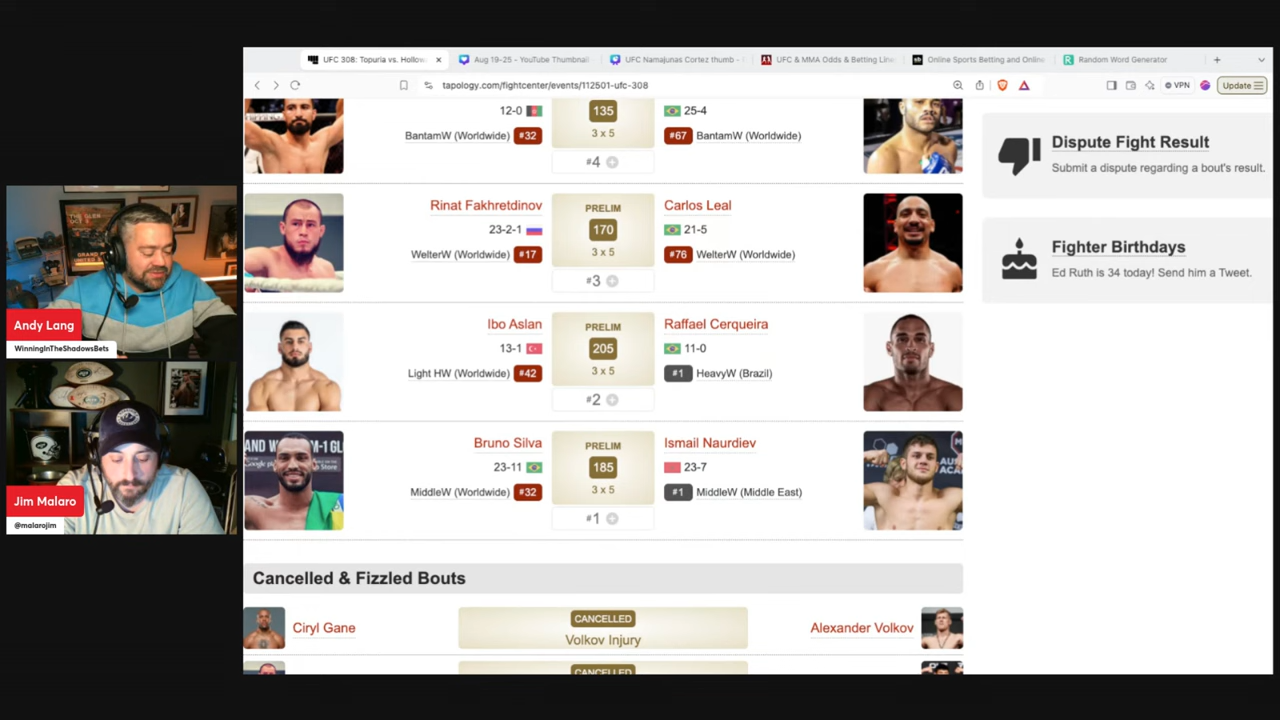 UFC 308: Topuria vs. Hollow
Aug 19-25 - YouTube Thumbnail
UFC Namajunas Cortez thumb -
UFC & MMA Odds & Betting Line
Online Sports Betting and Online
Random Word Generator
tapology.com/fightcenter/events/112501-ufc-308
VPN
Update
12-0
135
25-4
3 x 5
BantamW (Worldwide) #32
#67 BantamW (Worldwide)
#4
Rinat Fakhretdinov
PRELIM
Carlos Leal
23-2-1
170
21-5
3 x 5
WelterW (Worldwide) #17
#76 WelterW (Worldwide)
#3
Ibo Aslan
PRELIM
Raffael Cerqueira
13-1
205
11-0
3 x 5
Light HW (Worldwide) #42
#1 HeavyW (Brazil)
#2
Bruno Silva
PRELIM
Ismail Naurdiev
23-11
185
23-7
3 x 5
MiddleW (Worldwide) #32
#1 MiddleW (Middle East)
#1
Cancelled & Fizzled Bouts
Ciryl Gane
CANCELLED
Volkov Injury
Alexander Volkov
CANCELLED
Dispute Fight Result
Submit a dispute regarding a bout's result.
Fighter Birthdays
Ed Ruth is 34 today! Send him a Tweet.
Andy Lang
WinningInTheShadowsBets
Jim Malaro
@malarojim